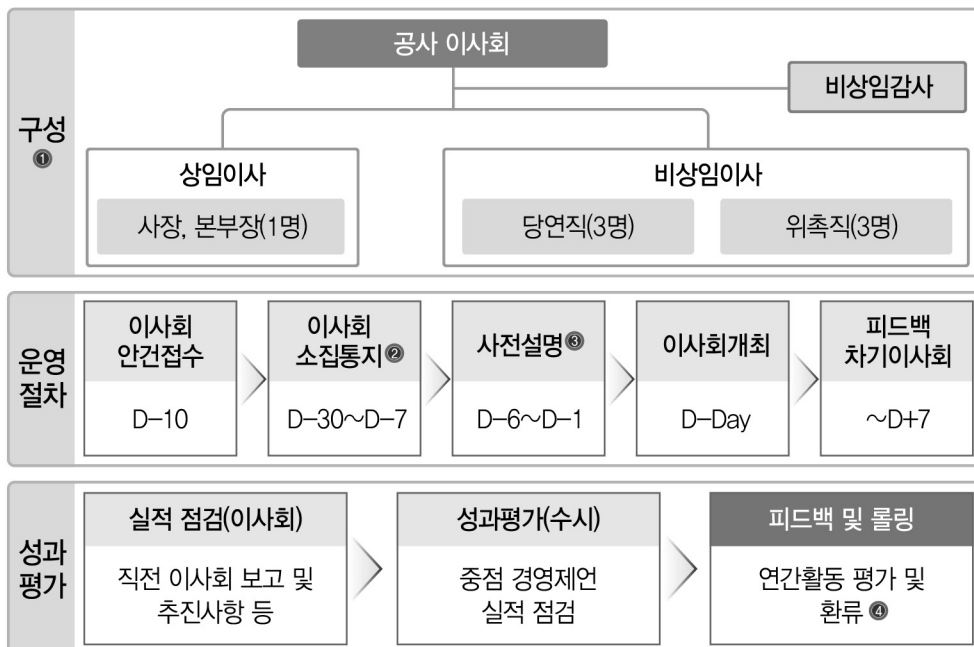 구성
❶
공사 이사회
비상임감사
상임이사
사장, 본부장(1명)
비상임이사
당연직(3명)
위촉직(3명)
운영
절차
이사회
안건접수
D-10
이사회
소집통지❷
D-30~D-7
사전설명❸
D-6~D-1
이사회개최
D-Day
피드백
차기이사회
~D+7
성과
평가
실적 점검(이사회)
직전 이사회 보고 및
추진사항 등
성과평가(수시)
중점 경영제언
실적 점검
피드백 및 롤링
연간활동 평가 및
환류 ❹